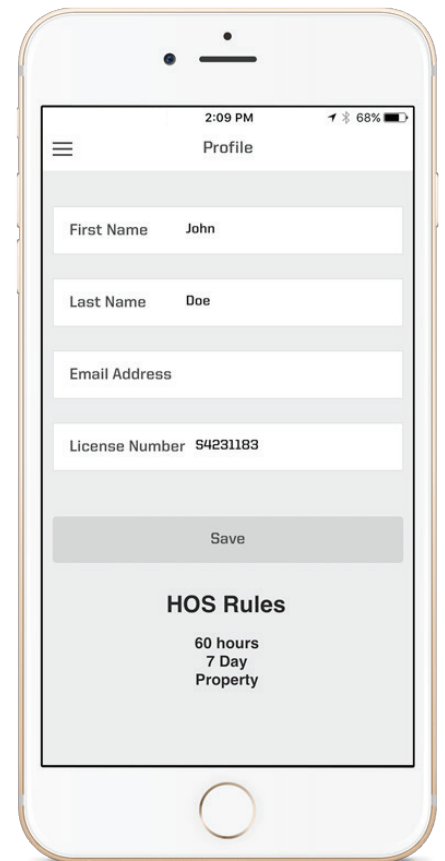 2:09 PM 68%
Profile
First Name John
Last Name Doe
Email Address
License Number S4231183
Save
HOS Rules
60 hours
7 Day
Property